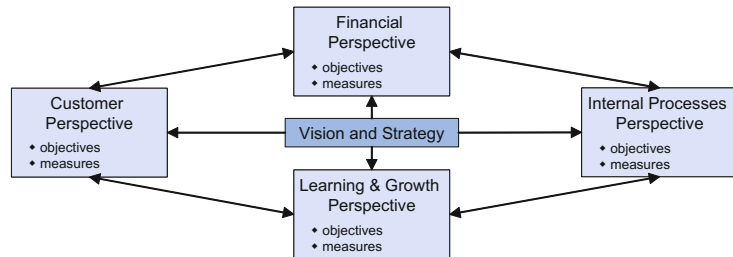 Financial
Perspective
◆ objectives
◆ measures
Customer
Perspective
◆ objectives
◆ measures
Vision and Strategy
Internal Processes
Perspective
◆ objectives
◆ measures
Learning & Growth
Perspective
◆ objectives
◆ measures